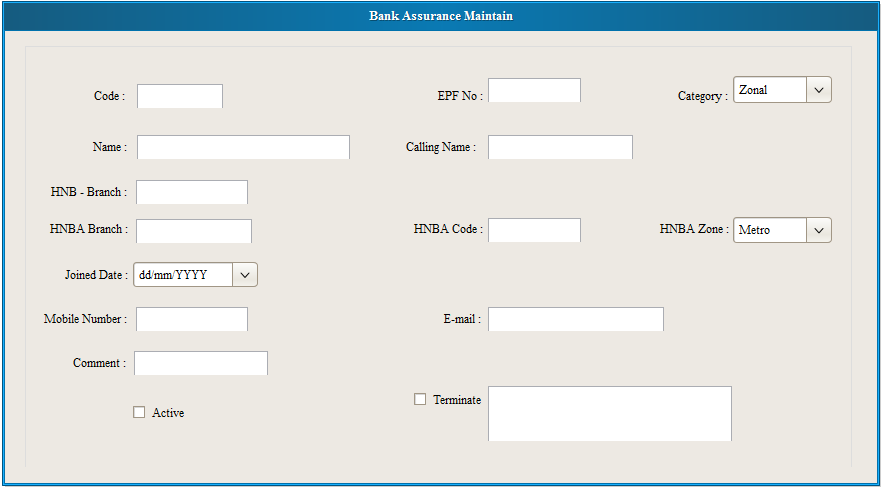 Bank Assurance Maintain
Code :
EPF No :
Category :
Zonal
Name :
Calling Name :
HNB - Branch :
HNBA Branch :
HNBA Code :
HNBA Zone :
Metro
Joined Date :
dd/mm/YYYY
Mobile Number :
E-mail :
Comment :
Active
Terminate